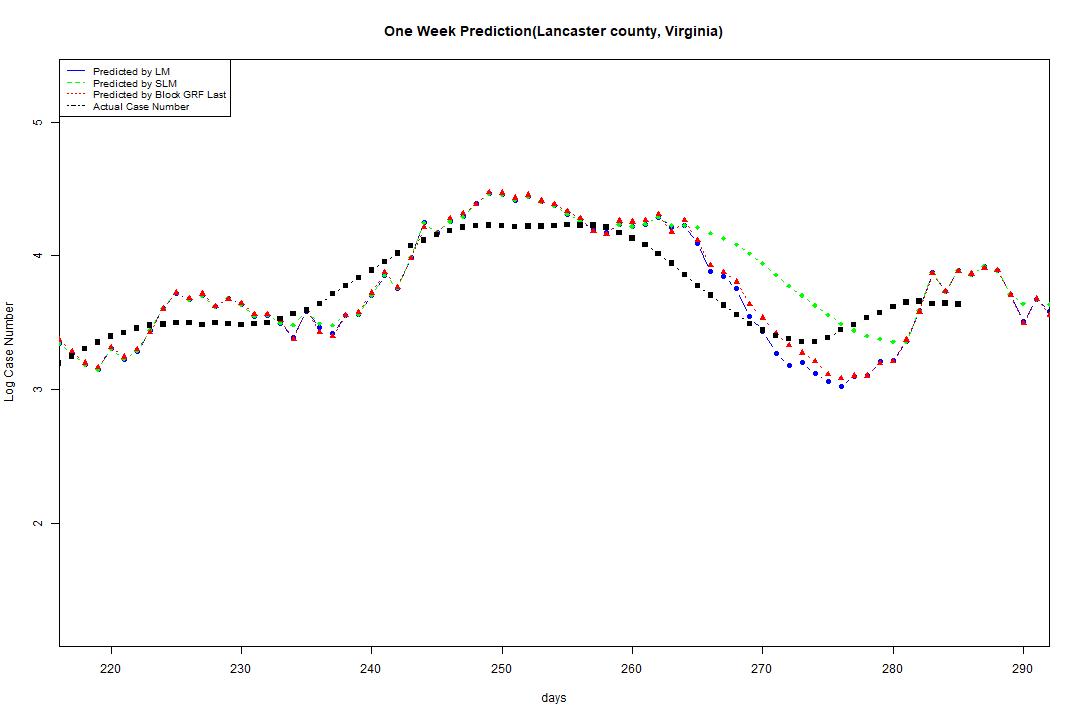 One Week Prediction(Lancaster county, Virginia)
Predicted by LM
Predicted by SLM
Predicted by Block GRF Last
Actual Case Number
5
4
3
2
Log Case Number
220 230 240 250 260 270 280 290
days